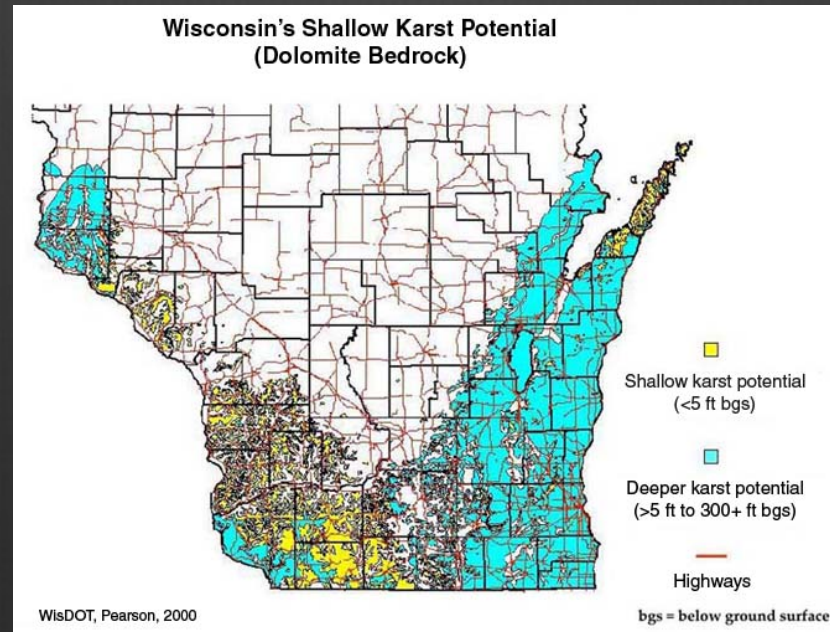 Wisconsin's Shallow Karst Potential
(Dolomite Bedrock)
Shallow karst potential
(<5 ft bgs)
Deeper karst potential
(>5 ft to 300+ ft bgs)
Highways
WisDOT, Pearson, 2000
bgs = below ground surface